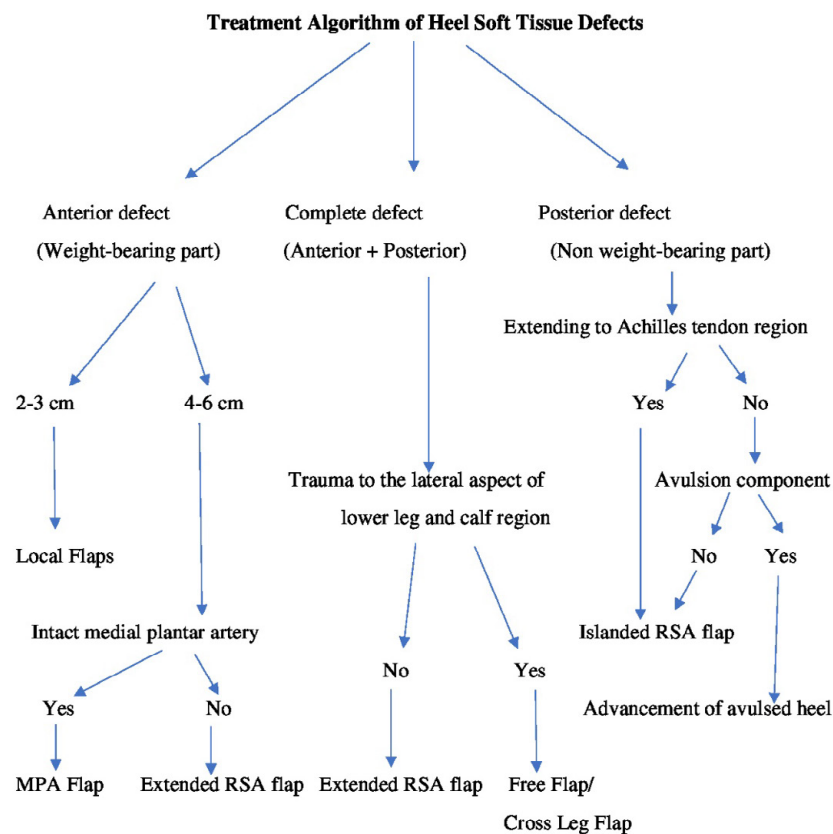 Treatment Algorithm of Heel Soft Tissue Defects
Anterior defect
(Weight-bearing part)
Complete defect
(Anterior + Posterior)
Posterior defect
(Non weight-bearing part)
Extending to Achilles tendon region
2-3 cm
4-6 cm
Yes
No
Trauma to the lateral aspect of
lower leg and calf region
Avulsion component
Local Flaps
No
Yes
Intact medial plantar artery
Islanded RSA flap
No
Yes
Yes
No
Advancement of avulsed heel
MPA Flap
Extended RSA flap
Extended RSA flap
Free Flap/
Cross Leg Flap